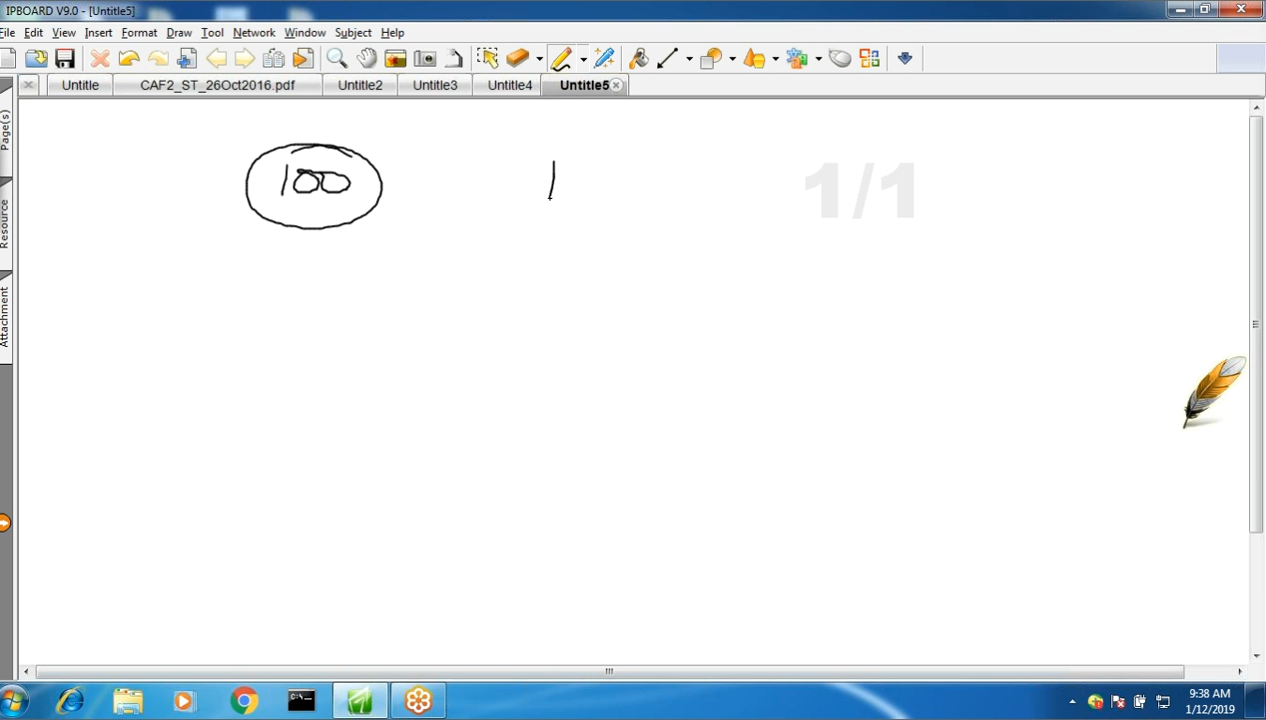 IPBOARD V9.0 - [Untitle5]
File Edit View Insert Format Draw Tool Network Window Subject Help
Untitle CAF2_ST_26Oct2016.pdf Untitle2 Untitle3 Untitle4 Untitle5
Page(s)
Resource
Attachment
100 1
1/1
9:38 AM
1/12/2019